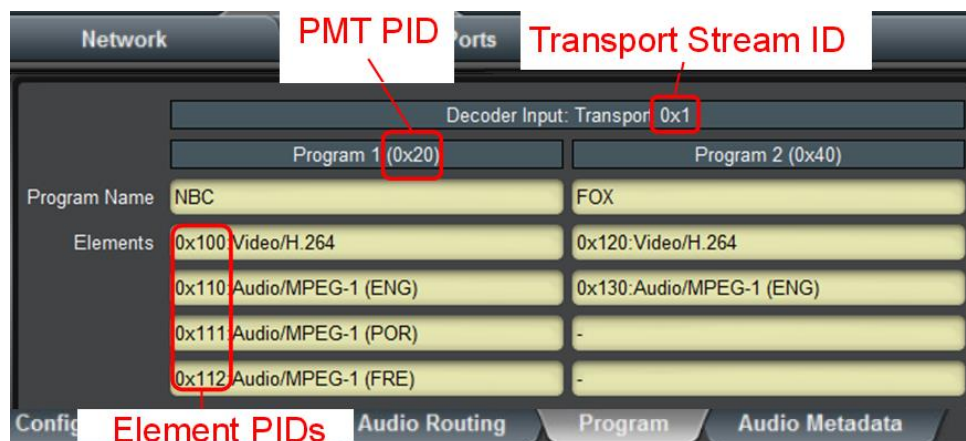 Network
PMT PID
Ports
Transport Stream ID
Decoder Input: Transport 0x1
Program 1 (0x20)
Program 2 (0x40)
Program Name
NBC
FOX
Elements
0x100:Video/H.264
0x120:Video/H.264
0x110:Audio/MPEG-1 (ENG)
0x130:Audio/MPEG-1 (ENG)
0x111:Audio/MPEG-1 (POR)
-
0x112:Audio/MPEG-1 (FRE)
-
Element PIDs
Audio Routing
Program
Audio Metadata